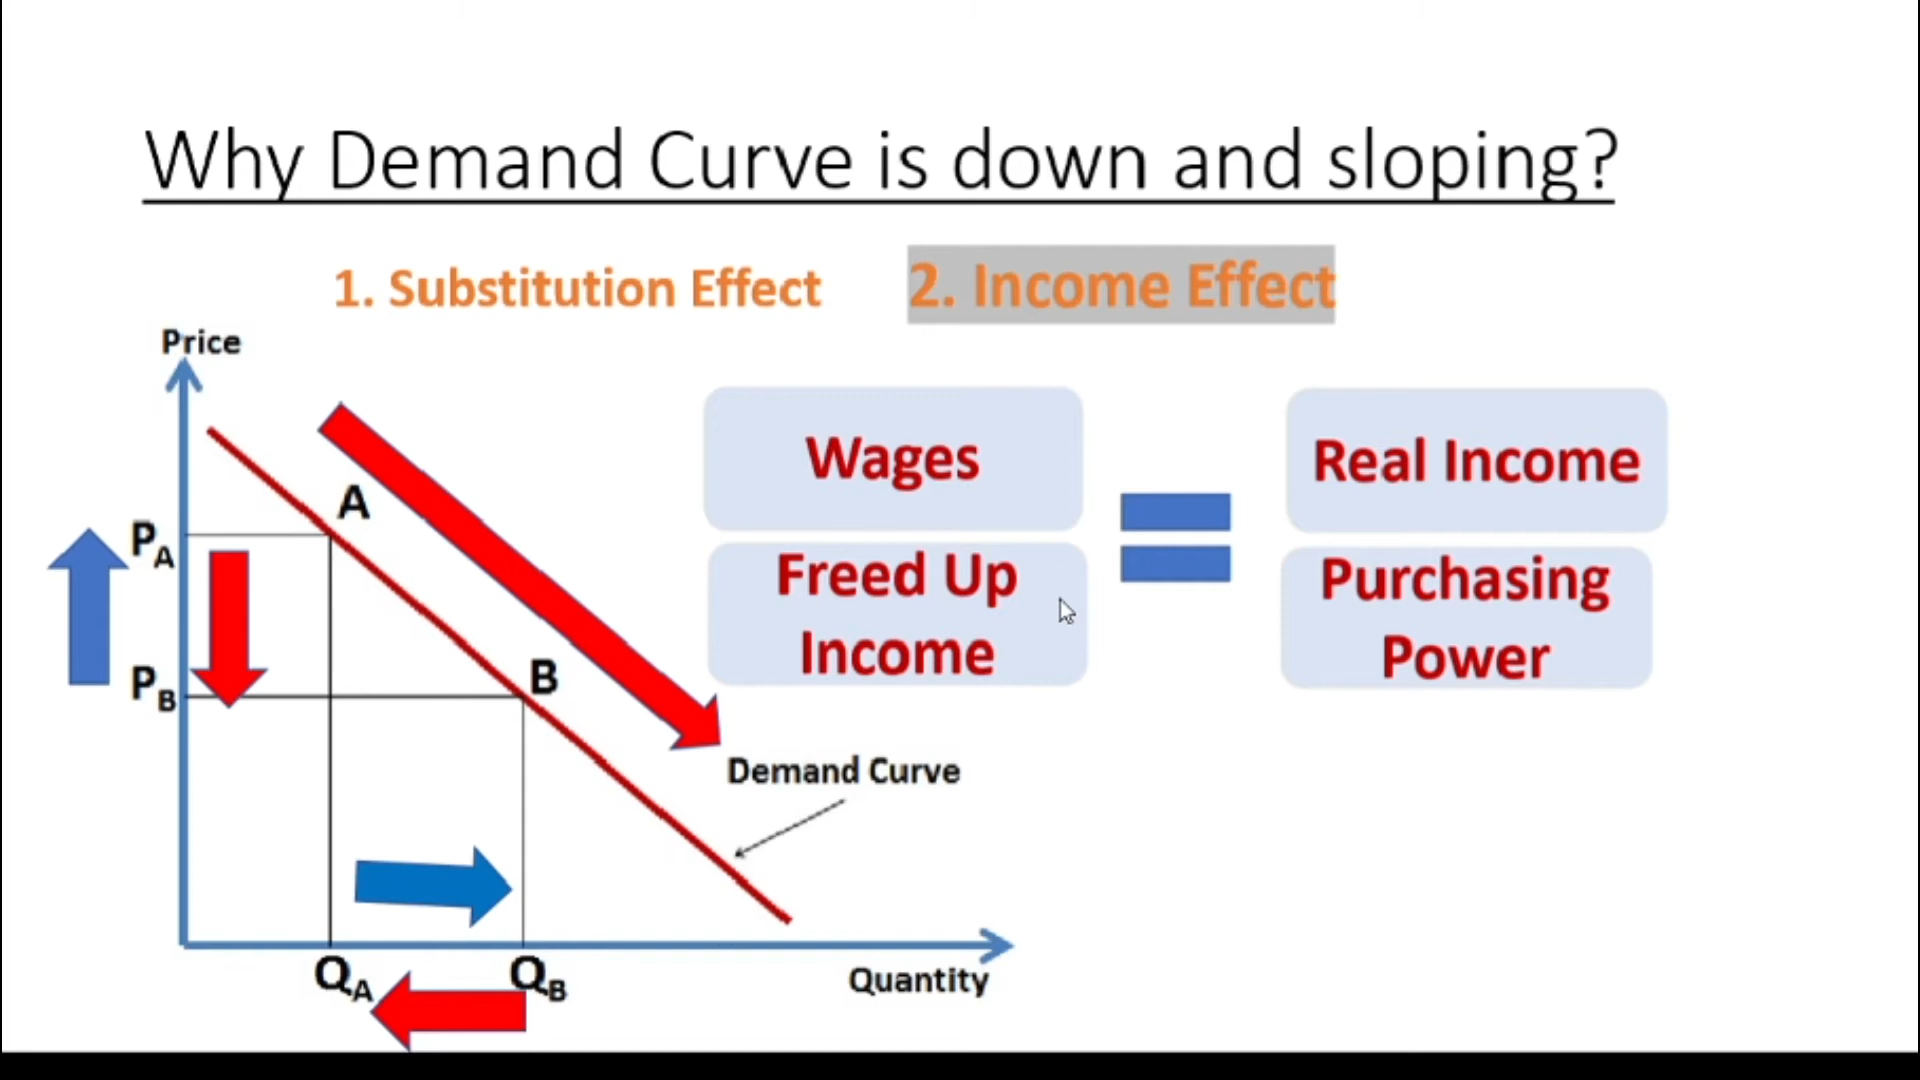 Why Demand Curve is down and sloping?
1. Substitution Effect
2. Income Effect
Price
Wages
Real Income
Freed Up
Income
Purchasing
Power
A
PA
B
PB
Demand Curve
QA
QB
Quantity